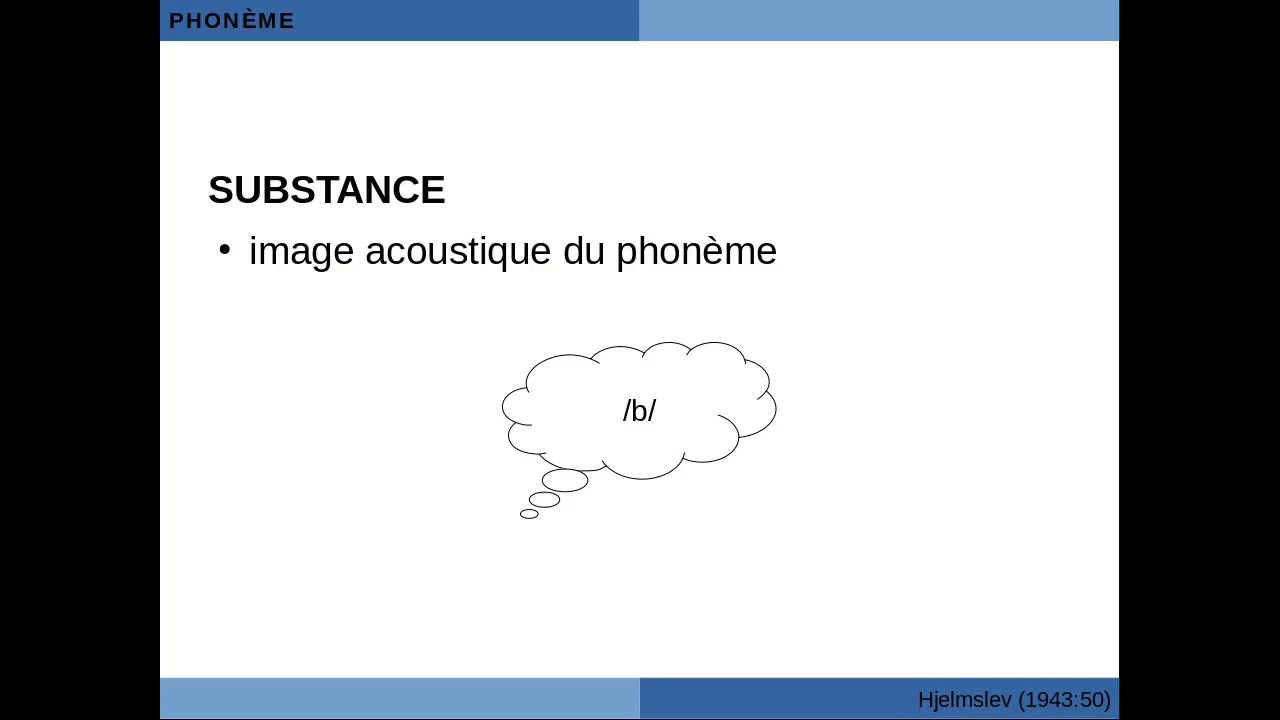 PHONÈME
SUBSTANCE
• image acoustique du phonème
/b/
Hjelmslev (1943:50)